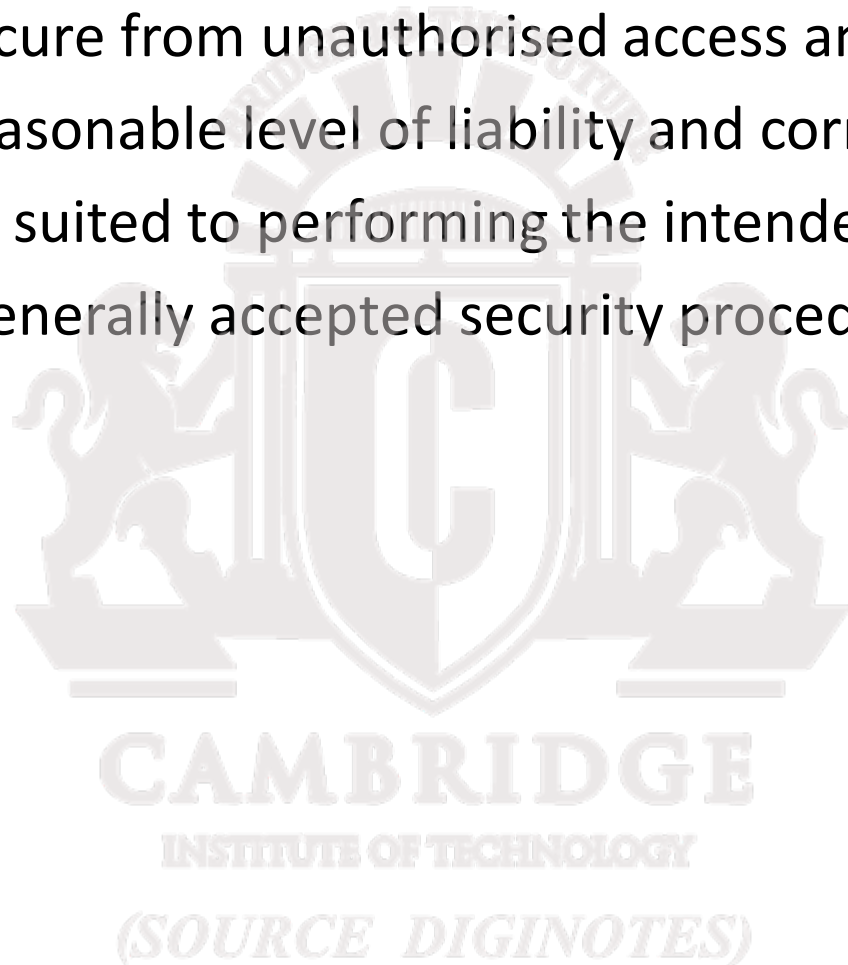 cure from unauthorised access an
asonable level of liability and corr
suited to performing the intende
enerally accepted security proced
C
CAMBRIDGE
INSTITUTE OF TECHNOLOGY
(SOURCE DIGINOTES)